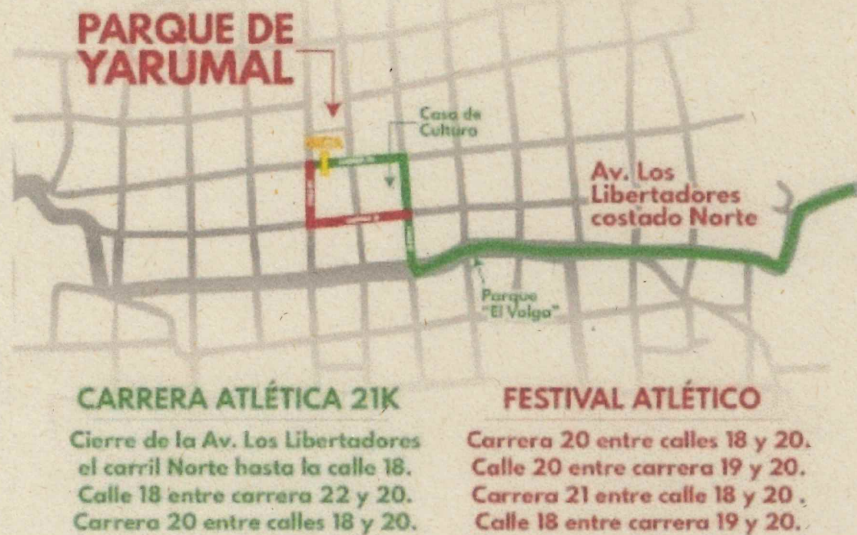 PARQUE DE
YARUMAL
Casa de
Cultura
META
Av. Los
Libertadores
costado Norte
Parque
"El Volga"
CARRERA ATLÉTICA 21K
Cierre de la Av. Los Libertadores
el carril Norte hasta la calle 18.
Calle 18 entre carrera 22 y 20.
Carrera 20 entre calles 18 y 20.
FESTIVAL ATLÉTICO
Carrera 20 entre calles 18 y 20.
Calle 20 entre carrera 19 y 20.
Carrera 21 entre calle 18 y 20 .
Calle 18 entre carrera 19 y 20.